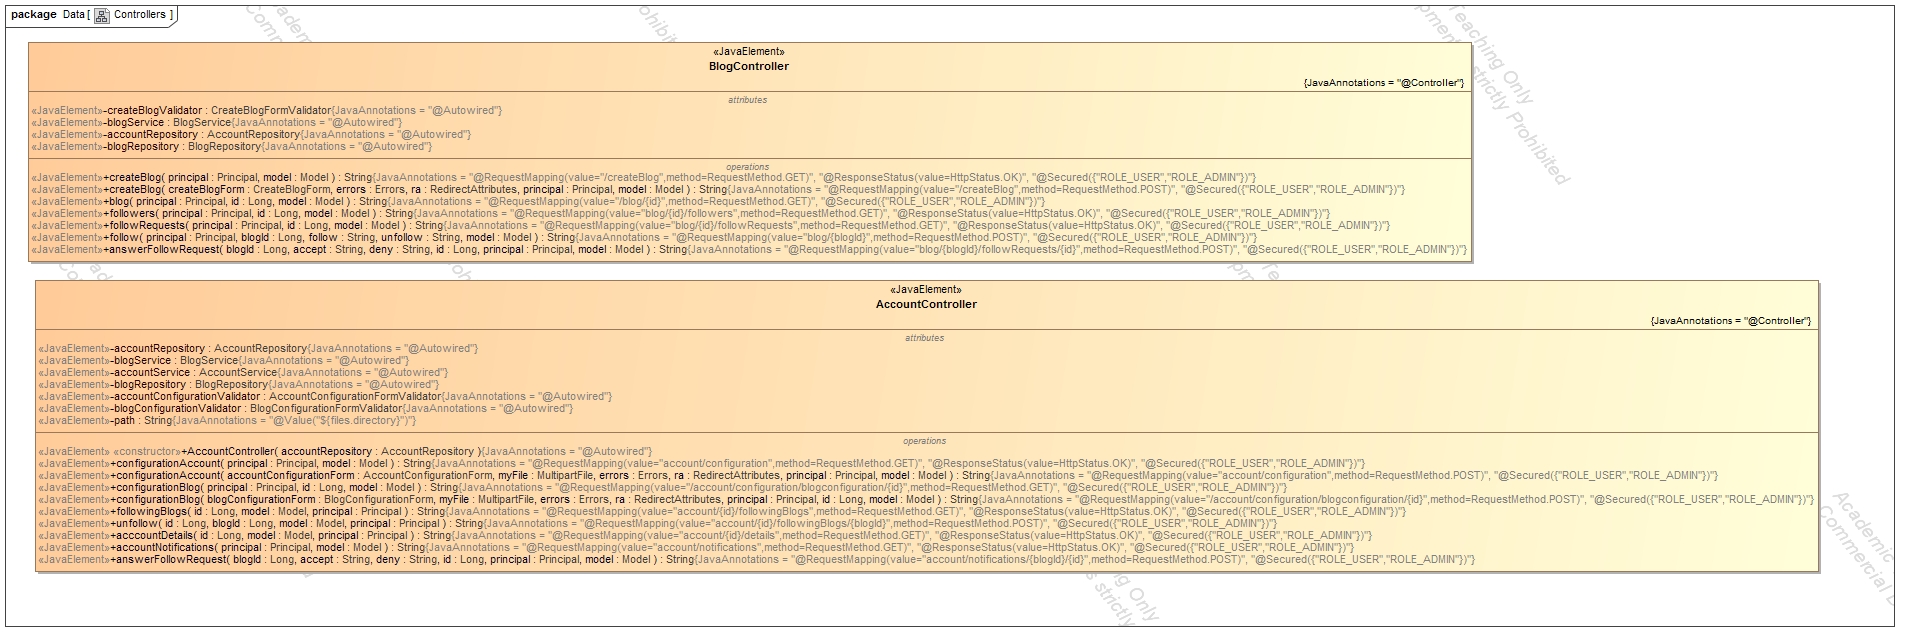 package Data [ Controllers ]
«JavaElement»
BlogController
{JavaAnnotations = "@Controller"}
attributes
«JavaElement»-createBlogValidator : CreateBlogFormValidator{JavaAnnotations = "@Autowired"}
«JavaElement»-blogService : BlogService{JavaAnnotations = "@Autowired"}
«JavaElement»-accountRepository : AccountRepository{JavaAnnotations = "@Autowired"}
«JavaElement»-blogRepository : BlogRepository{JavaAnnotations = "@Autowired"}
operations
«JavaElement»+createBlog( principal : Principal, model : Model ) : String{JavaAnnotations = "@RequestMapping(value="/createBlog",method=RequestMethod.GET)", "@ResponseStatus(value=HttpStatus.OK)", "@Secured({"ROLE_USER","ROLE_ADMIN"})"}
«JavaElement»+createBlog( createBlogForm : CreateBlogForm, errors : Errors, ra : RedirectAttributes, principal : Principal, model : Model ) : String{JavaAnnotations = "@RequestMapping(value="/createBlog",method=RequestMethod.POST)", "@Secured({"ROLE_USER","ROLE_ADMIN"})"}
«JavaElement»+blog( principal : Principal, id : Long, model : Model ) : String{JavaAnnotations = "@RequestMapping(value="/blog/{id}",method=RequestMethod.GET)", "@Secured({"ROLE_USER","ROLE_ADMIN"})"}
«JavaElement»+followers( principal : Principal, id : Long, model : Model ) : String{JavaAnnotations = "@RequestMapping(value="blog/{id}/followers",method=RequestMethod.GET)", "@ResponseStatus(value=HttpStatus.OK)", "@Secured({"ROLE_USER","ROLE_ADMIN"})"}
«JavaElement»+followRequests( principal : Principal, id : Long, model : Model ) : String{JavaAnnotations = "@RequestMapping(value="blog/{id}/followRequests",method=RequestMethod.GET)", "@ResponseStatus(value=HttpStatus.OK)", "@Secured({"ROLE_USER","ROLE_ADMIN"})"}
«JavaElement»+follow( principal : Principal, blogId : Long, follow : String, unfollow : String, model : Model ) : String{JavaAnnotations = "@RequestMapping(value="blog/{blogId}",method=RequestMethod.POST)", "@Secured({"ROLE_USER","ROLE_ADMIN"})"}
«JavaElement»+answerFollowRequest( blogId : Long, accept : String, deny : String, id : Long, principal : Principal, model : Model ) : String{JavaAnnotations = "@RequestMapping(value="blog/{blogId}/followRequests/{id}",method=RequestMethod.POST)", "@Secured({"ROLE_USER","ROLE_ADMIN"})"}
«JavaElement»
AccountController
{JavaAnnotations = "@Controller"}
attributes
«JavaElement»-accountRepository : AccountRepository{JavaAnnotations = "@Autowired"}
«JavaElement»-blogService : BlogService{JavaAnnotations = "@Autowired"}
«JavaElement»-accountService : AccountService{JavaAnnotations = "@Autowired"}
«JavaElement»-blogRepository : BlogRepository{JavaAnnotations = "@Autowired"}
«JavaElement»-accountConfigurationValidator : AccountConfigurationFormValidator{JavaAnnotations = "@Autowired"}
«JavaElement»-blogConfigurationValidator : BlogConfigurationFormValidator{JavaAnnotations = "@Autowired"}
«JavaElement»-path : String{JavaAnnotations = "@Value("${files.directory}")"}
operations
«JavaElement» «constructor»+AccountController( accountRepository : AccountRepository ){JavaAnnotations = "@Autowired"}
«JavaElement»+configurationAccount( principal : Principal, model : Model ) : String{JavaAnnotations = "@RequestMapping(value="account/configuration",method=RequestMethod.GET)", "@ResponseStatus(value=HttpStatus.OK)", "@Secured({"ROLE_USER","ROLE_ADMIN"})"}
«JavaElement»+configurationAccount( accountConfigurationForm : AccountConfigurationForm, myFile : MultipartFile, errors : Errors, ra : RedirectAttributes, principal : Principal, model : Model ) : String{JavaAnnotations = "@RequestMapping(value="account/configuration",method=RequestMethod.POST)", "@Secured({"ROLE_USER","ROLE_ADMIN"})"}
«JavaElement»+configurationBlog( principal : Principal, id : Long, model : Model ) : String{JavaAnnotations = "@RequestMapping(value="/account/configuration/blogconfiguration/{id}",method=RequestMethod.GET)", "@Secured({"ROLE_USER","ROLE_ADMIN"})"}
«JavaElement»+configurationBlog( blogConfigurationForm : BlogConfigurationForm, myFile : MultipartFile, errors : Errors, ra : RedirectAttributes, principal : Principal, id : Long, model : Model ) : String{JavaAnnotations = "@RequestMapping(value="/account/configuration/blogconfiguration/{id}",method=RequestMethod.POST)", "@Secured({"ROLE_USER","ROLE_ADMIN"})"}
«JavaElement»+followingBlogs( id : Long, model : Model, principal : Principal ) : String{JavaAnnotations = "@RequestMapping(value="account/{id}/followingBlogs",method=RequestMethod.GET)", "@ResponseStatus(value=HttpStatus.OK)", "@Secured({"ROLE_USER","ROLE_ADMIN"})"}
«JavaElement»+unfollow( id : Long, blogId : Long, model : Model, principal : Principal ) : String{JavaAnnotations = "@RequestMapping(value="account/{id}/followingBlogs/{blogId}",method=RequestMethod.POST)", "@Secured({"ROLE_USER","ROLE_ADMIN"})"}
«JavaElement»+acccountDetails( id : Long, model : Model, principal : Principal ) : String{JavaAnnotations = "@RequestMapping(value="account/{id}/details",method=RequestMethod.GET)", "@ResponseStatus(value=HttpStatus.OK)", "@Secured({"ROLE_USER","ROLE_ADMIN"})"}
«JavaElement»+accountNotifications( principal : Principal, model : Model ) : String{JavaAnnotations = "@RequestMapping(value="account/notifications",method=RequestMethod.GET)", "@ResponseStatus(value=HttpStatus.OK)", "@Secured({"ROLE_USER","ROLE_ADMIN"})"}
«JavaElement»+answerFollowRequest( blogId : Long, accept : String, deny : String, id : Long, principal : Principal, model : Model ) : String{JavaAnnotations = "@RequestMapping(value="account/notifications/{blogId}/{id}",method=RequestMethod.POST)", "@Secured({"ROLE_USER","ROLE_ADMIN"})"}
Teaching Only
strictly Prohibited
Academic
Commercial